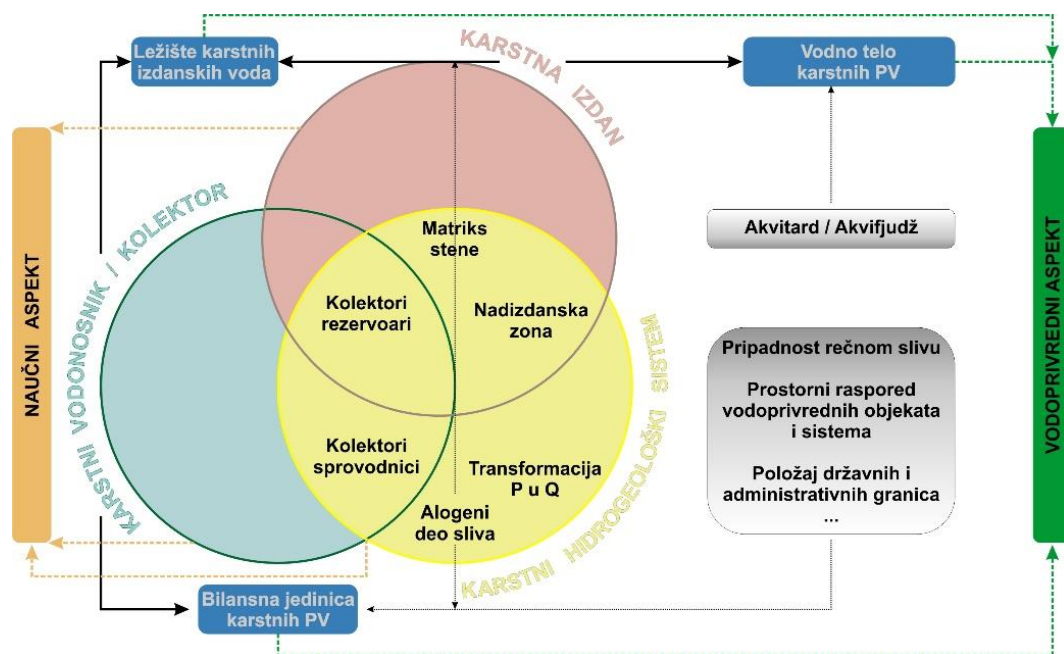 Ležište karstnih
izdanskih voda
KARSTNA IZDAN
Vodno telo
karstnih PV
NAUČNI ASPEKT
KARSTNI VODONOSNIK / KOLEKTOR
Matriks
stene
Akvitard / Akvifjudž
VODOPRIVREDNI ASPEKT
Kolektori
rezervoari
Nadizdanska
zona
KARSTNI HIDROGEOLOŠKI SISTEM
Pripadnost rečnom slivu
Prostorni raspored
vodoprivrednih objekata
i sistema
Položaj državnih i
administrativnih granica
...
Kolektori
sprovodnici
Transformacija
P u Q
Alogeni
deo sliva
Bilansna jedinica
karstnih PV